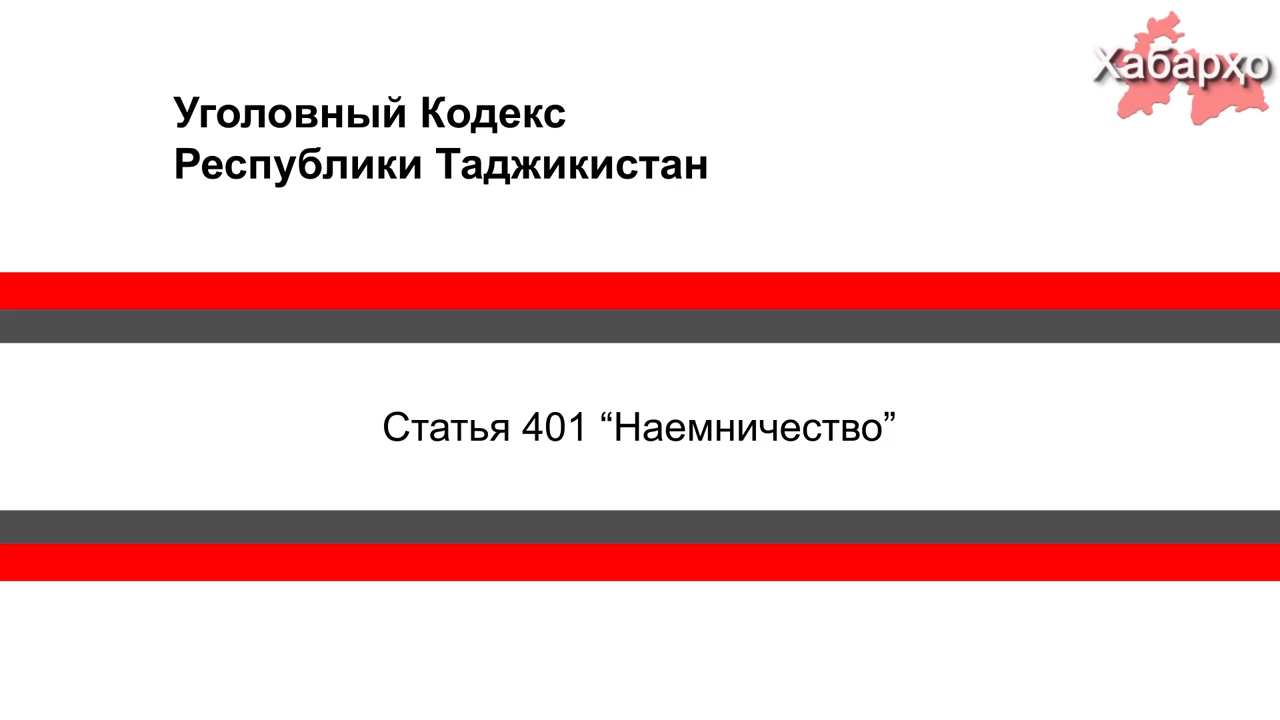 Хабарҳо
Уголовный Кодекс
Республики Таджикистан
Статья 401 “Наемничество”